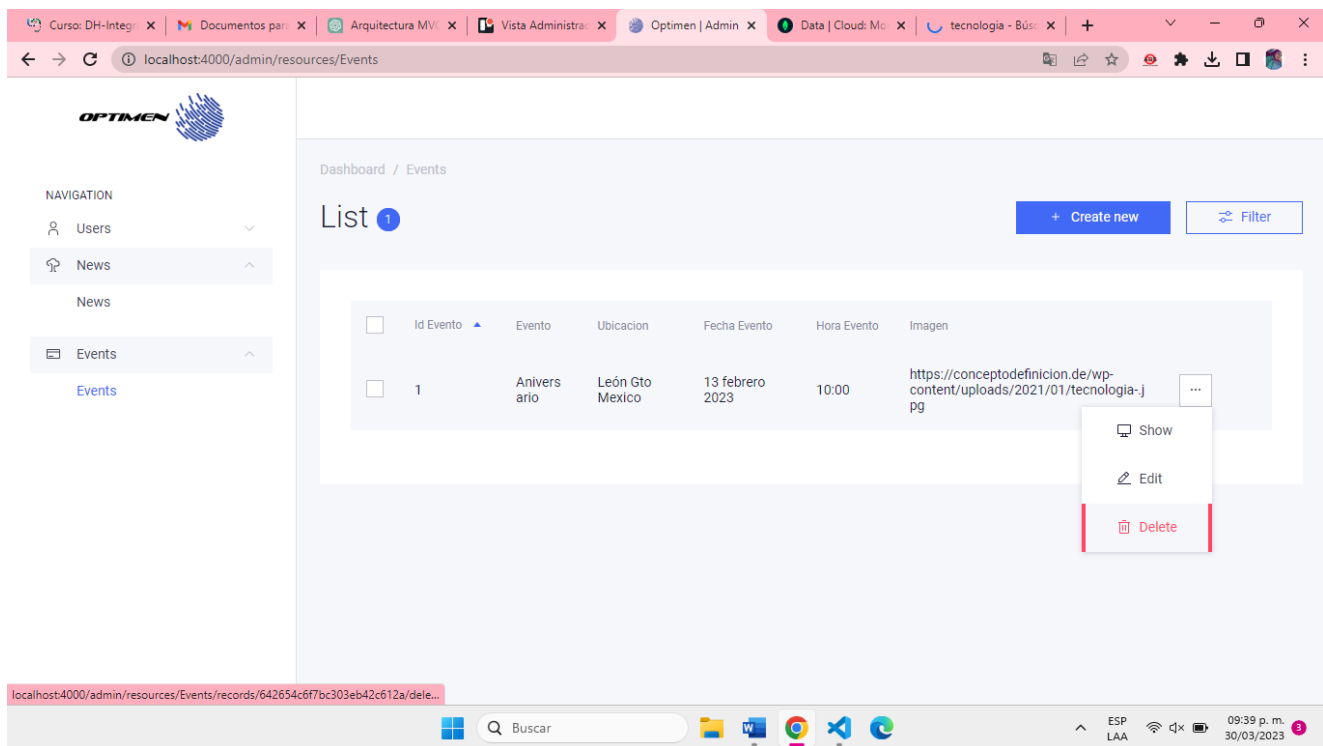 Curso: DH-Integr
Documentos para
Arquitectura MVC
Vista Administrac
Optimen | Admin
Data | Cloud: Mon
tecnologia - Búsq
localhost:4000/admin/resources/Events
OPTIMEN
Dashboard / Events
NAVIGATION
List 1
+ Create new
Filter
Users
News
News
Events
Events
Id Evento
Evento
Ubicacion
Fecha Evento
Hora Evento
Imagen
1
Anivers
ario
León Gto
Mexico
13 febrero
2023
10:00
https://conceptodefinicion.de/wp-
content/uploads/2021/01/tecnologia-.j
pg
Show
Edit
Delete
localhost:4000/admin/resources/Events/records/642654c6f7bc303eb42c612a/dele...
Buscar
ESP
LAA
09:39 p. m.
30/03/2023
3